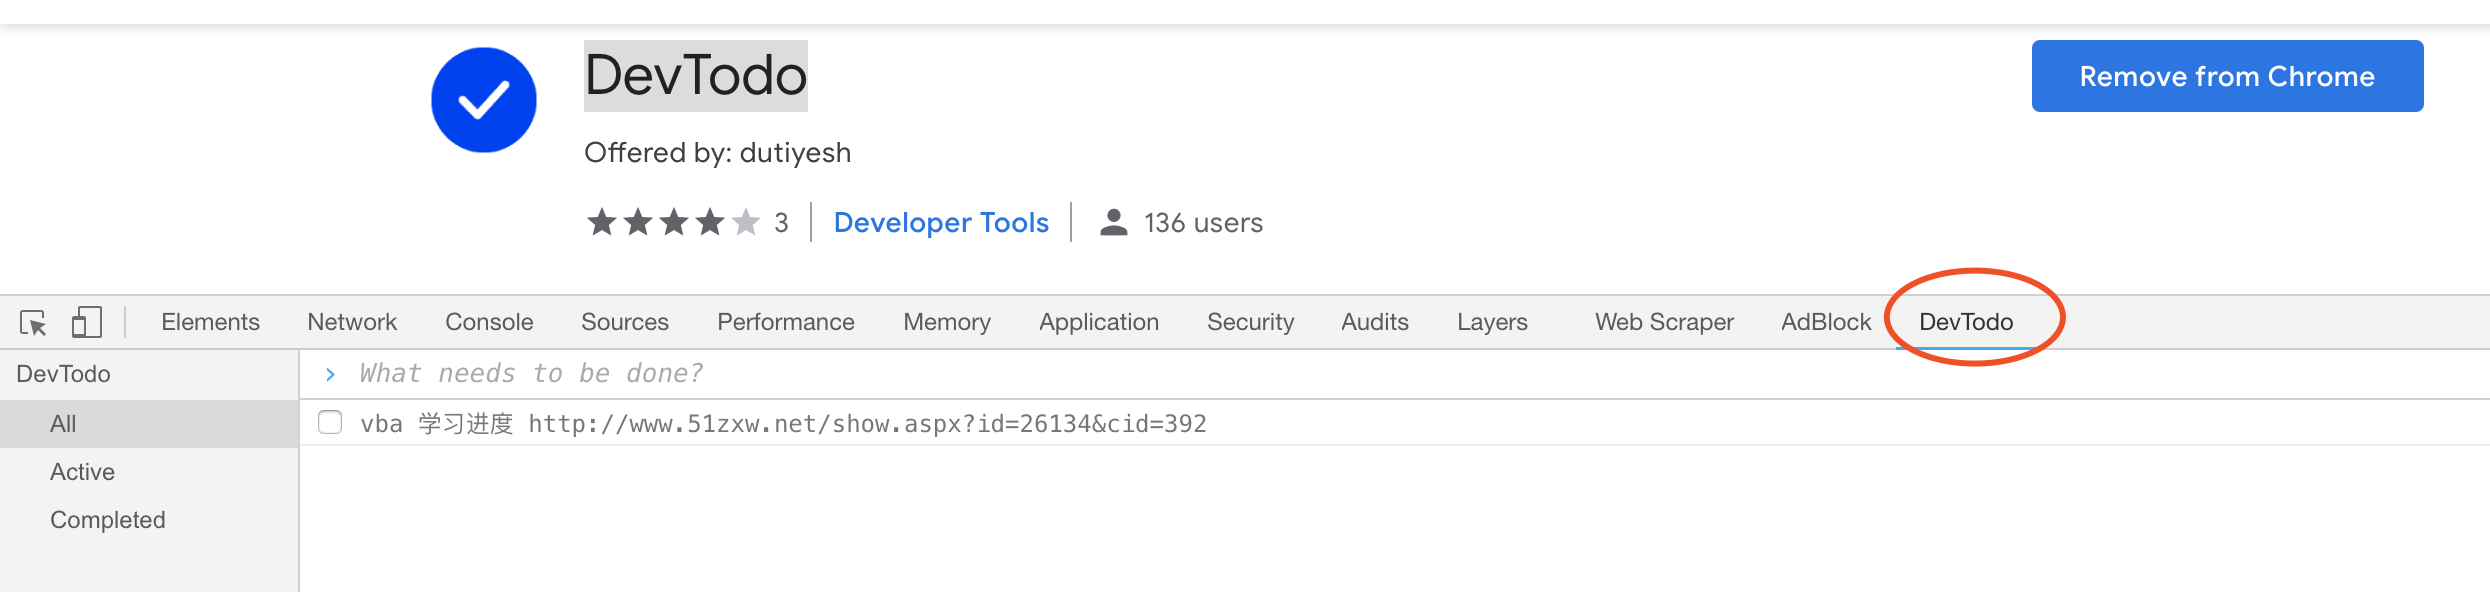 DevTodo
Remove from Chrome
Offered by: dutiyesh
3 Developer Tools 136 users
Elements Network Console Sources Performance Memory Application Security Audits Layers Web Scraper AdBlock DevTodo
DevTodo
› What needs to be done?
All
vba 学习进度 http://www.51zxw.net/show.aspx?id=26134&cid=392
Active
Completed